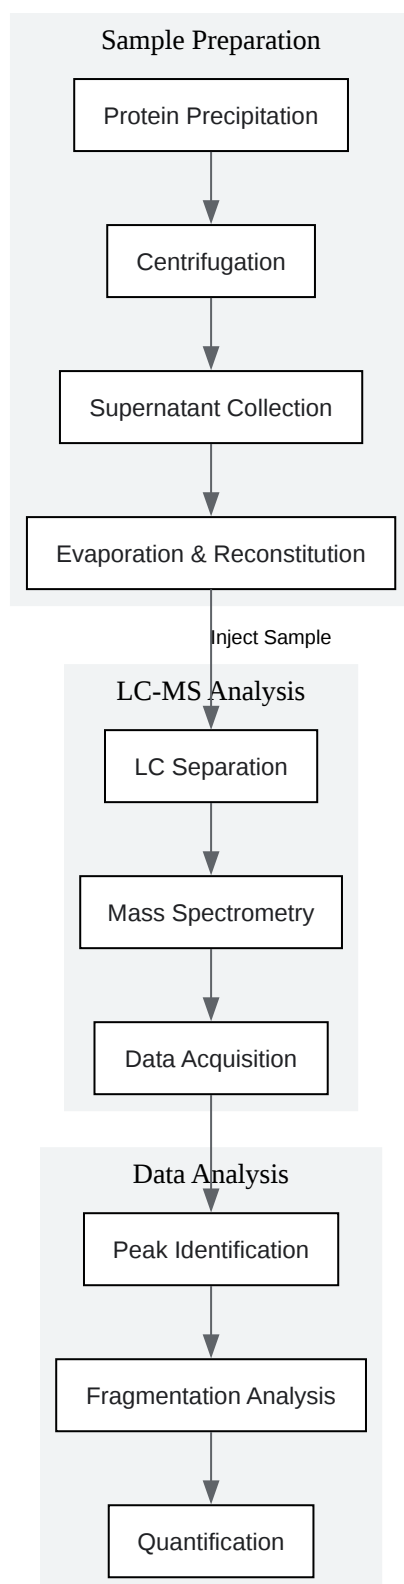 Sample Preparation
Protein Precipitation
Centrifugation
Supernatant Collection
Evaporation & Reconstitution
Inject Sample
LC-MS Analysis
LC Separation
Mass Spectrometry
Data Acquisition
Data Analysis
Peak Identification
Fragmentation Analysis
Quantification